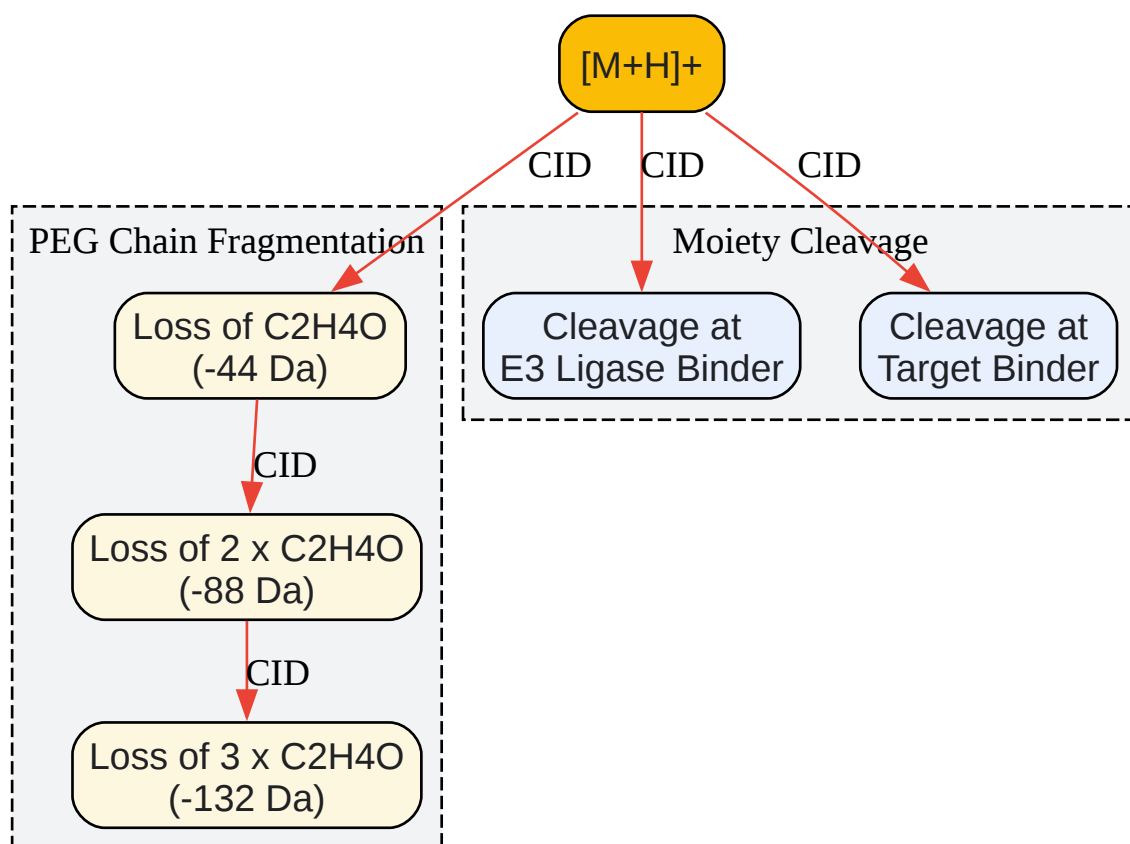 [M+H]+
CID
CID
CID
PEG Chain Fragmentation
Moiety Cleavage
Loss of C2H4O
(-44 Da)
Cleavage at
E3 Ligase Binder
Cleavage at
Target Binder
CID
Loss of 2 x C2H4O
(-88 Da)
CID
Loss of 3 x C2H4O
(-132 Da)